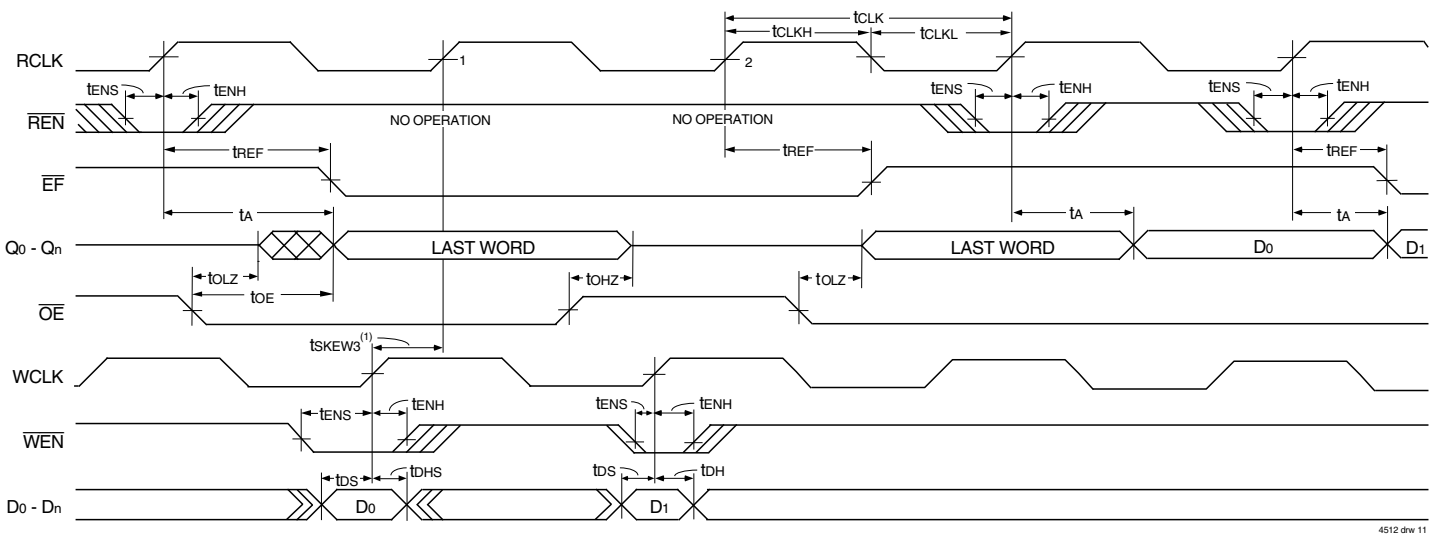 tCLK
tCLKH tCLKL
RCLK 1 2
tENS tENH tENS tENH tENS tENH
REN NO OPERATION NO OPERATION
tREF tREF tREF
EF
tA tA tA
Q0 - Qn LAST WORD LAST WORD D0 D1
tOLZ tOHZ tOLZ
tOE
OE
tSKEW3(1)
WCLK
tENS tENH tENS tENH
WEN
tDS tDHS tDS tDH
D0 - Dn D0 D1
4512 drw 11